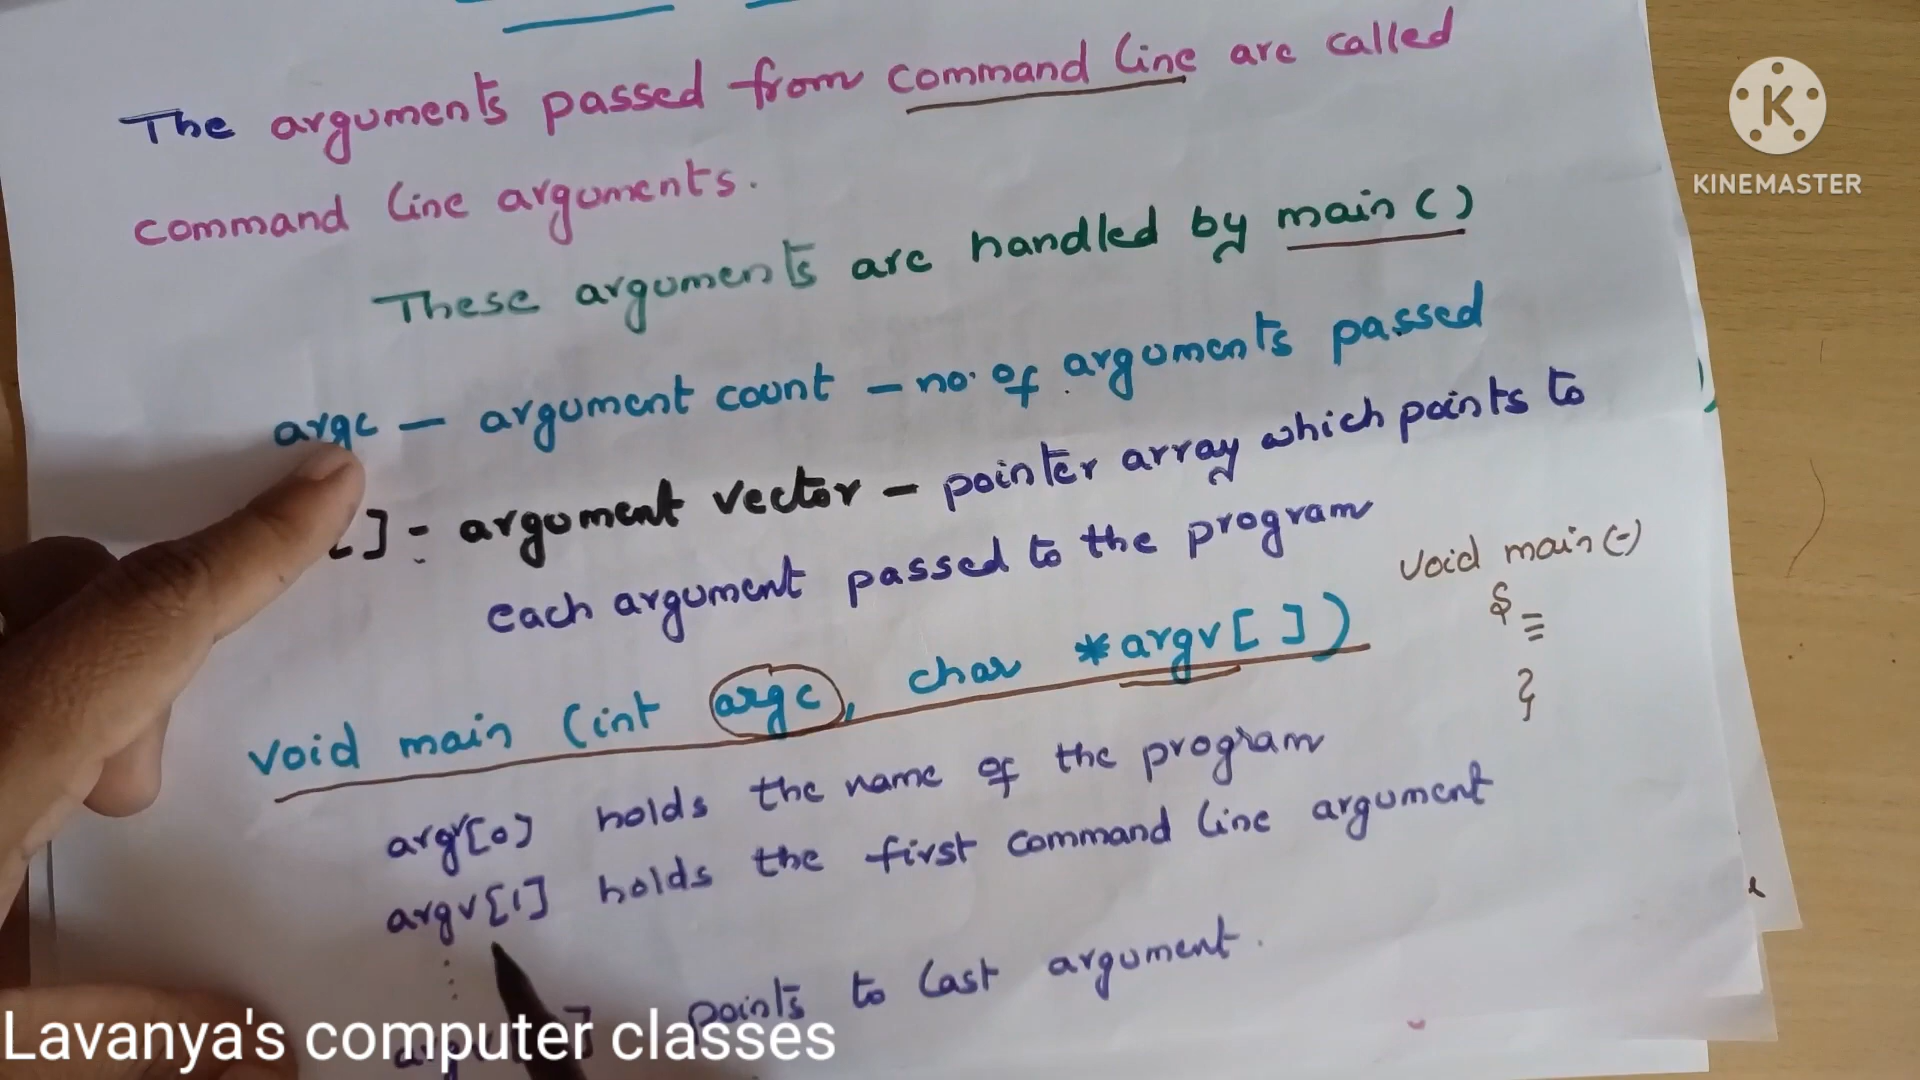 The arguments passed from command line are called
command line arguments.
These arguments are handled by main ( )
argc — argument count — no. of arguments passed
[ ] : argument vector — pointer array which points to
each argument passed to the program
void main (-)
void main (int argc, char *argv[ ])
argv[0] holds the name of the program
argv[1] holds the first command line argument
points to last argument.
KINEMASTER
Lavanya's computer classes